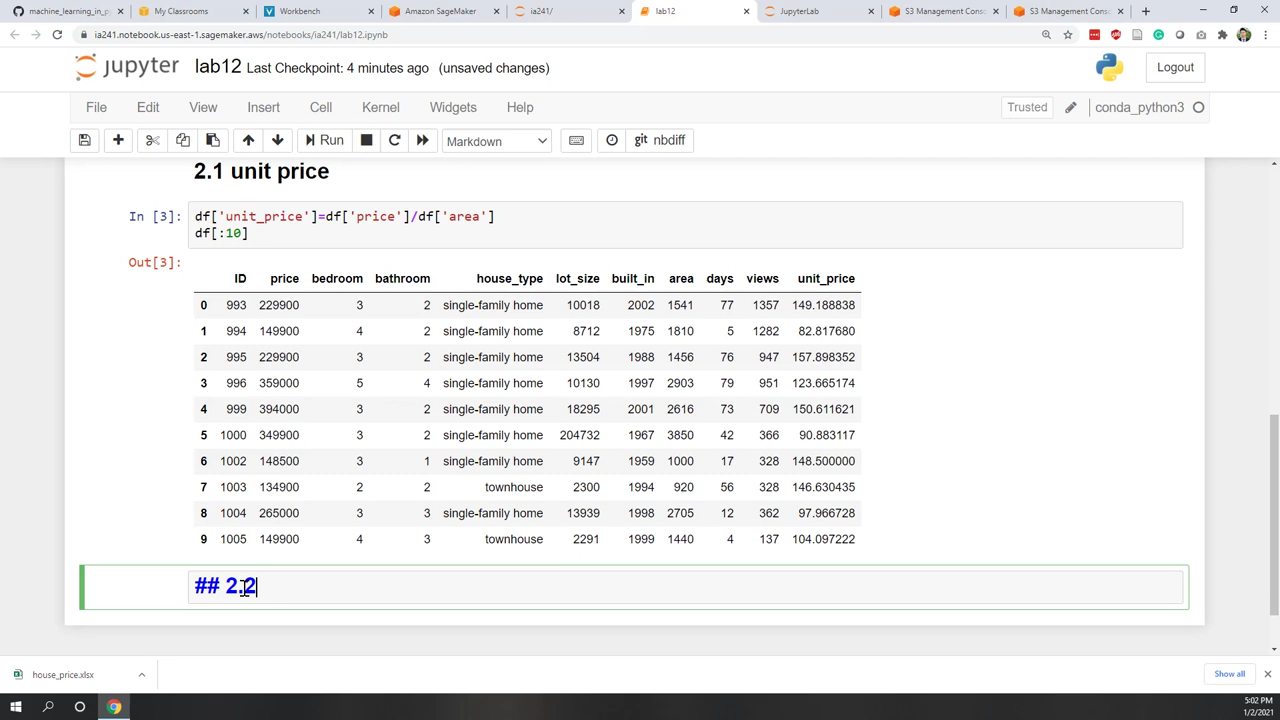 machine_learning_in_p
My Classrooms
Workbench
Amazon SageMaker
ia241/
lab12
JupyterLab
S3 Management Cons
S3 Management Cons
ia241.notebook.us-east-1.sagemaker.aws/notebooks/ia241/lab12.ipynb
jupyter lab12 Last Checkpoint: 4 minutes ago (unsaved changes)
Logout
File Edit View Insert Cell Kernel Widgets Help
Trusted
conda_python3
Run
Markdown
git nbdiff
2.1 unit price
In [3]: df['unit_price']=df['price']/df['area']
df[:10]
Out[3]:
ID price bedroom bathroom house_type lot_size built_in area days views unit_price
0 993 229900 3 2 single-family home 10018 2002 1541 77 1357 149.188838
1 994 149900 4 2 single-family home 8712 1975 1810 5 1282 82.817680
2 995 229900 3 2 single-family home 13504 1988 1456 76 947 157.898352
3 996 359000 5 4 single-family home 10130 1997 2903 79 951 123.665174
4 999 394000 3 2 single-family home 18295 2001 2616 73 709 150.611621
5 1000 349900 3 2 single-family home 204732 1967 3850 42 366 90.883117
6 1002 148500 3 1 single-family home 9147 1959 1000 17 328 148.500000
7 1003 134900 2 2 townhouse 2300 1994 920 56 328 146.630435
8 1004 265000 3 3 single-family home 13939 1998 2705 12 362 97.966728
9 1005 149900 4 3 townhouse 2291 1999 1440 4 137 104.097222
## 2.2
house_price.xlsx
Show all
5:02 PM
1/2/2021